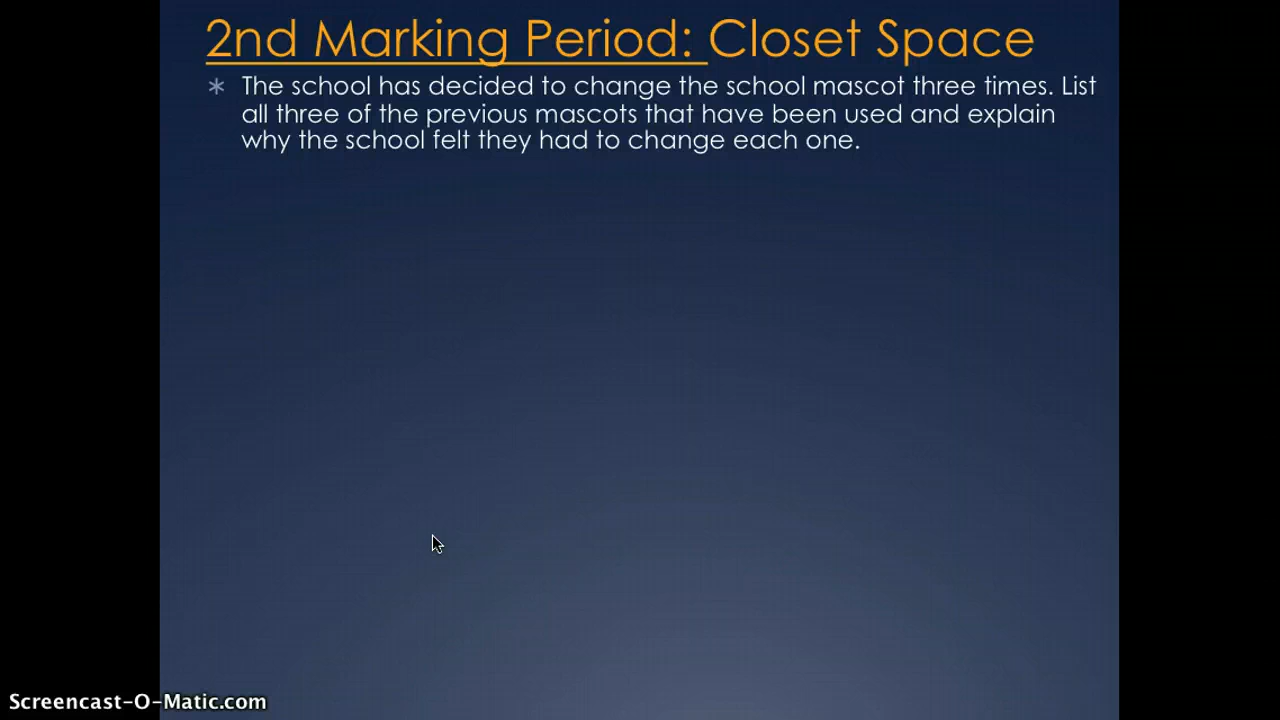 2nd Marking Period: Closet Space
* The school has decided to change the school mascot three times. List
all three of the previous mascots that have been used and explain
why the school felt they had to change each one.
Screencast-O-Matic.com